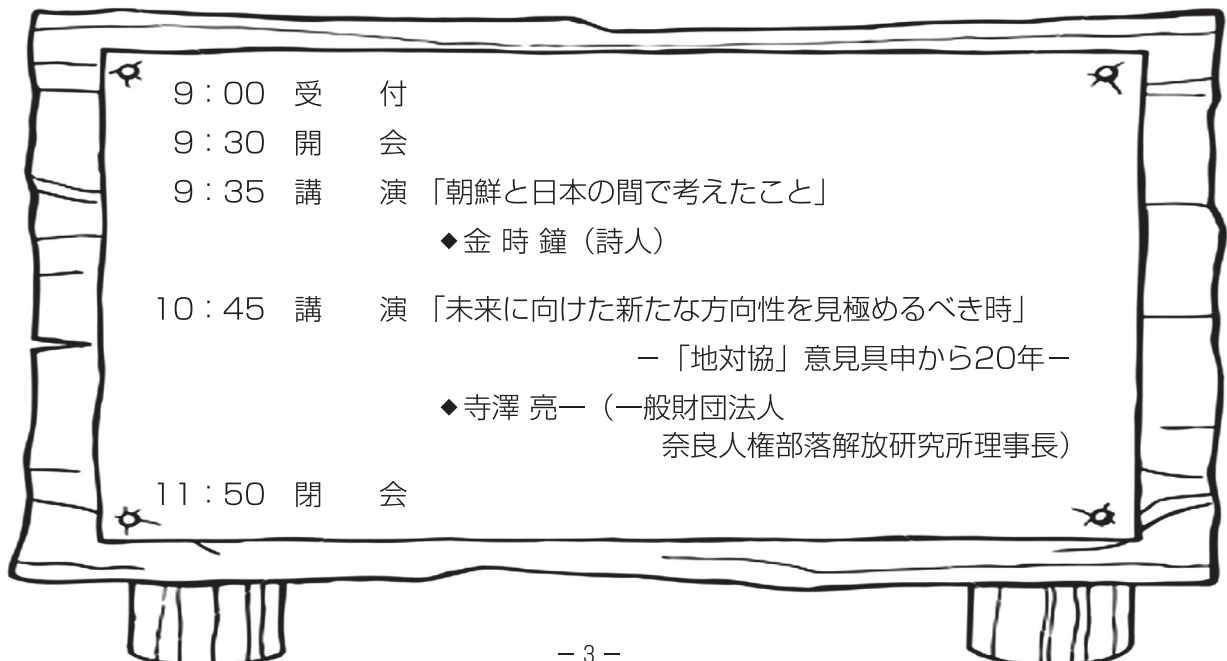 9：00　受　　付
9：30　開　　会
9：35　講　　演　「朝鮮と日本の間で考えたこと」
◆金 時 鐘（詩人）
10：45　講　　演　「未来に向けた新たな方向性を見極めるべき時」
－「地対協」意見具申から20年－
◆寺澤 亮一（一般財団法人
奈良人権部落解放研究所理事長）
11：50　閉　　会
－3－